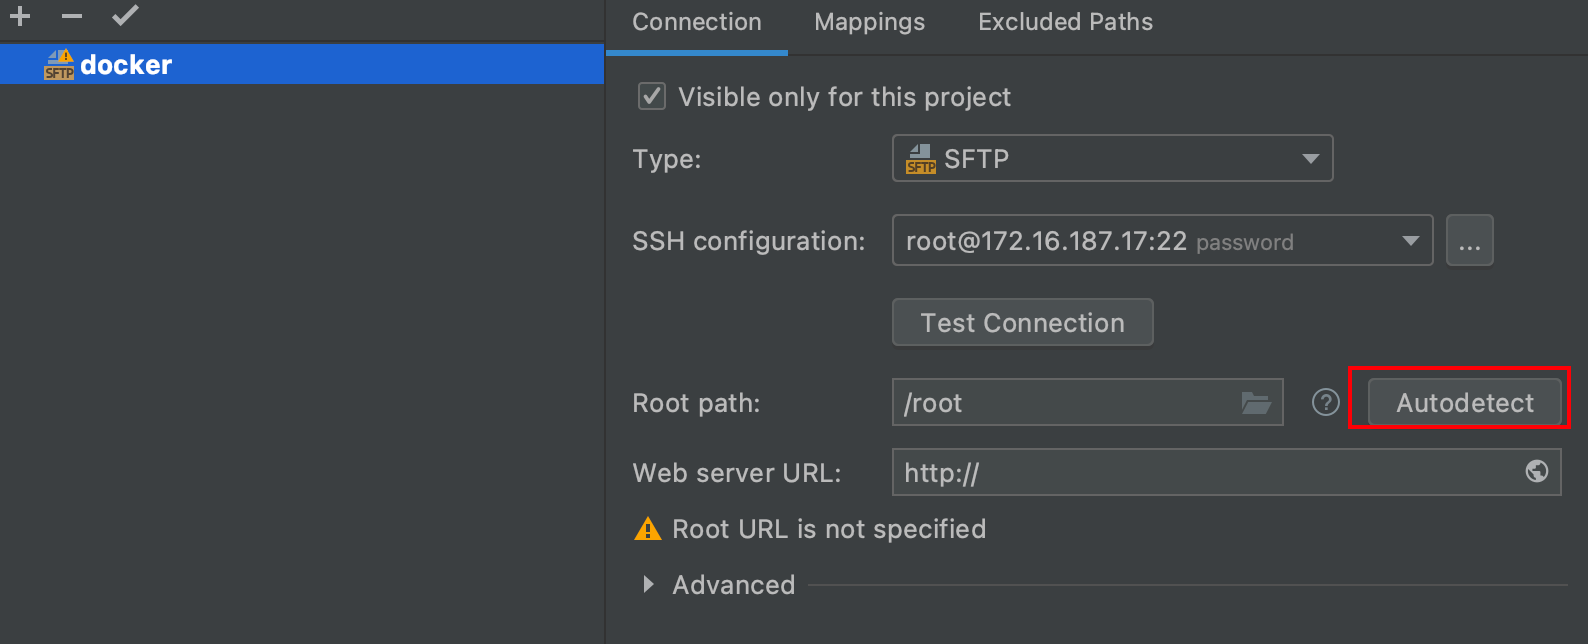 Connection Mappings Excluded Paths
SFTP docker
Visible only for this project
Type: SFTP SFTP
SSH configuration: root@172.16.187.17:22 password ...
Test Connection
Root path: /root ? Autodetect
Web server URL: http://
Root URL is not specified
Advanced